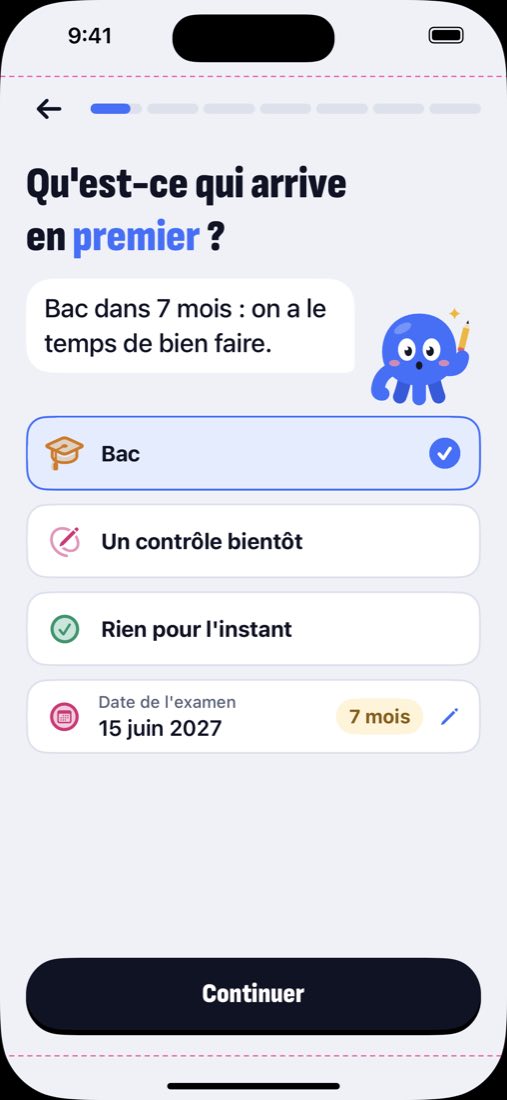 9:41
Qu'est-ce qui arrive
en premier ?
Bac dans 7 mois : on a le
temps de bien faire.
Bac
Un contrôle bientôt
Rien pour l'instant
Date de l'examen
15 juin 2027
7 mois
Continuer